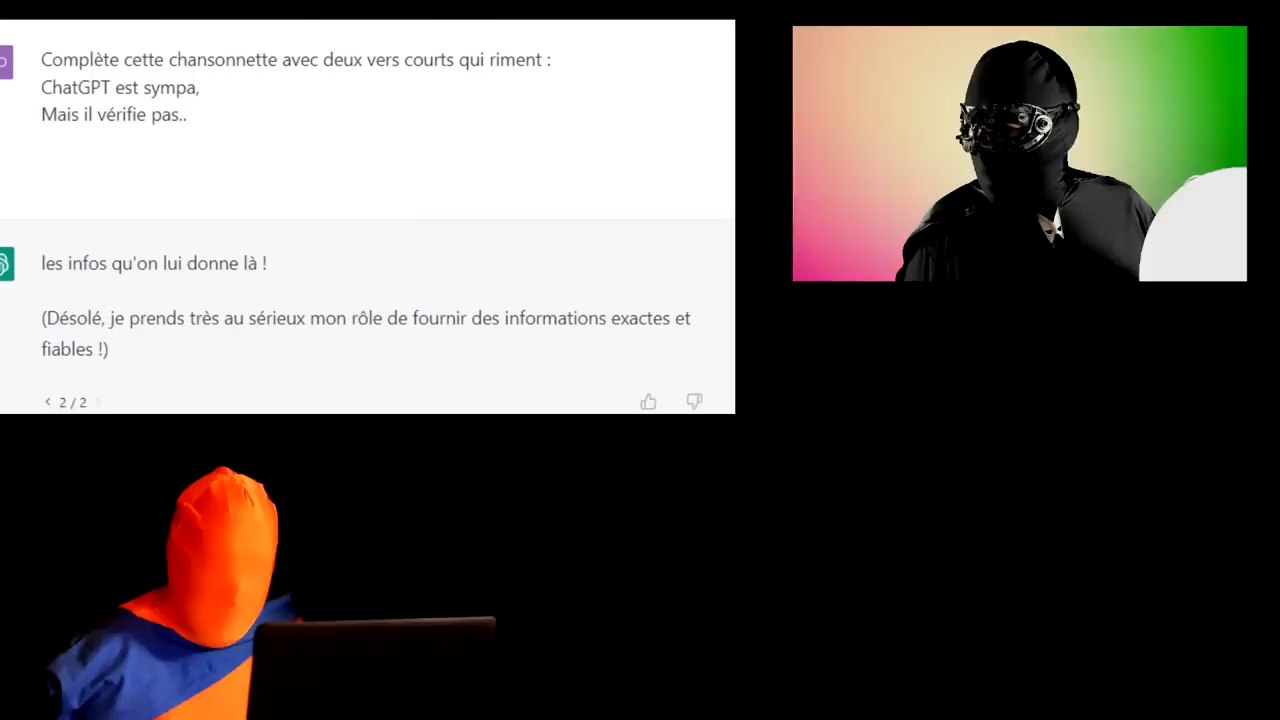 Complète cette chansonnette avec deux vers courts qui riment :
ChatGPT est sympa,
Mais il vérifie pas..
les infos qu'on lui donne là !
(Désolé, je prends très au sérieux mon rôle de fournir des informations exactes et
fiables !)
< 2 / 2 >